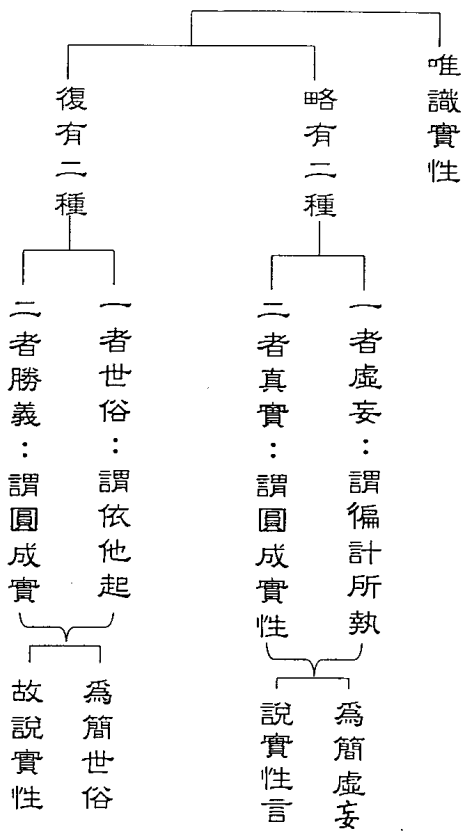 唯識實性
略有二種
一者虛妄：謂徧計所執
二者真實：謂圓成實性
為簡虛妄
說實性言
復有二種
一者世俗：謂依他起
二者勝義：謂圓成實
為簡世俗
故說實性